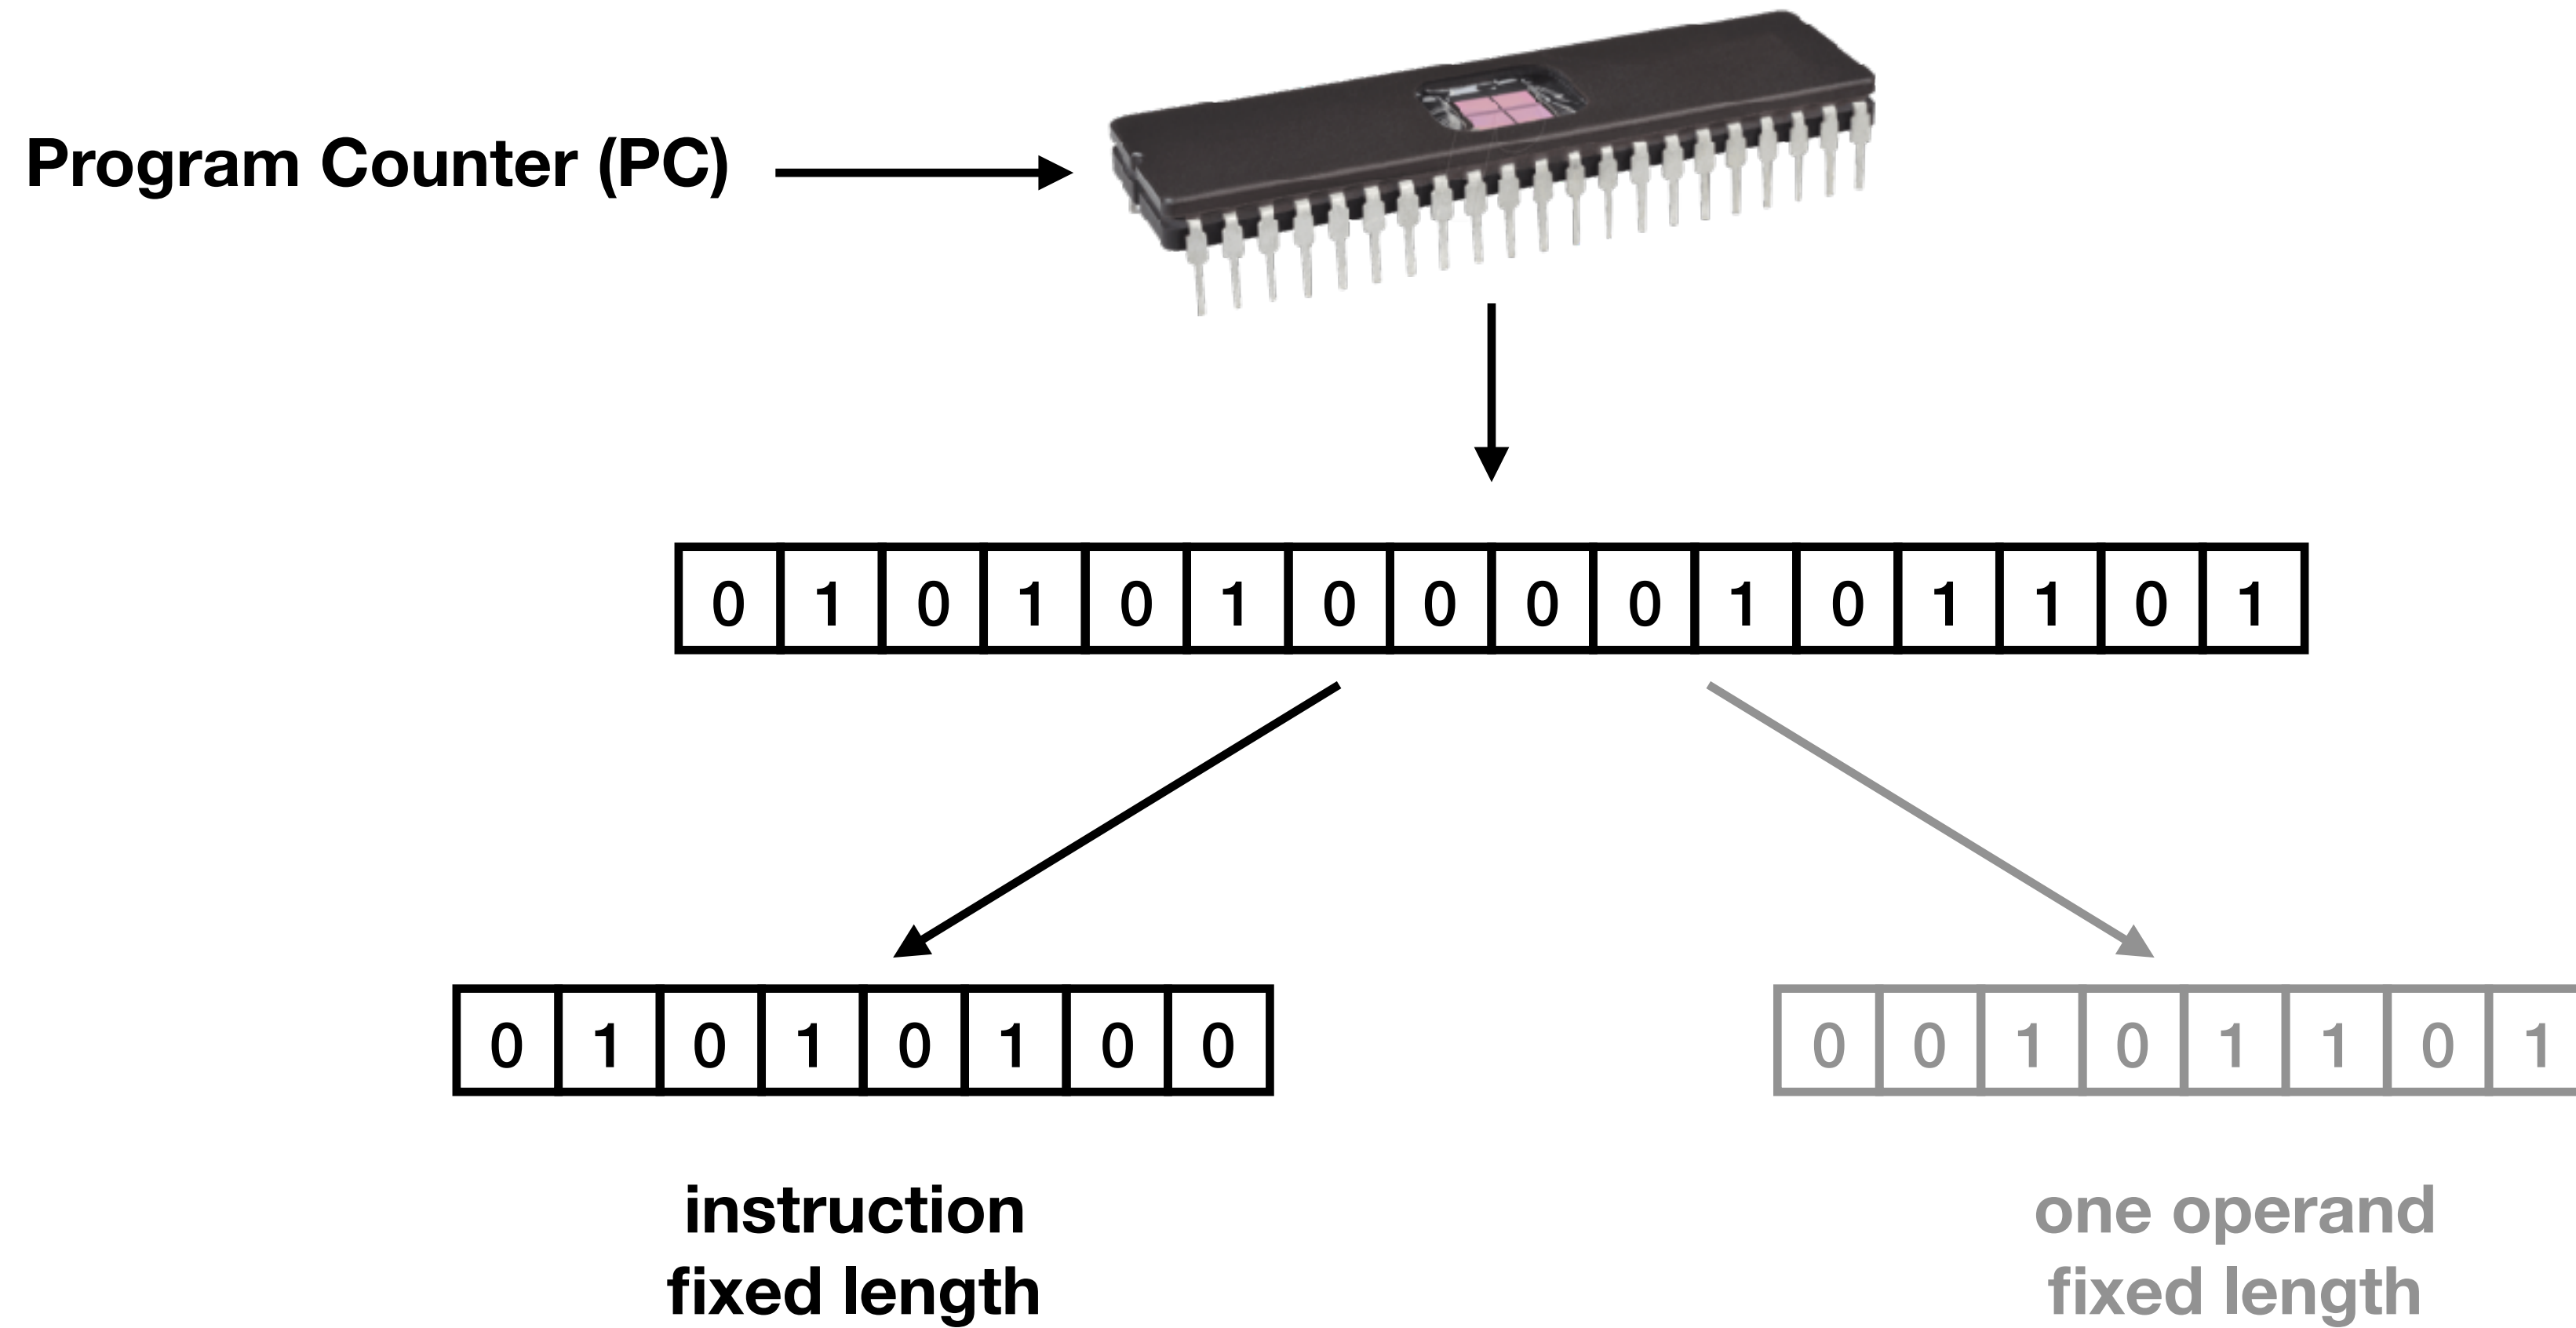 Program Counter (PC)
0 1 0 1 0 1 0 0 0 0 1 0 1 1 0 1
0 1 0 1 0 1 0 0
0 0 1 0 1 1 0 1
instruction
fixed length
one operand
fixed length